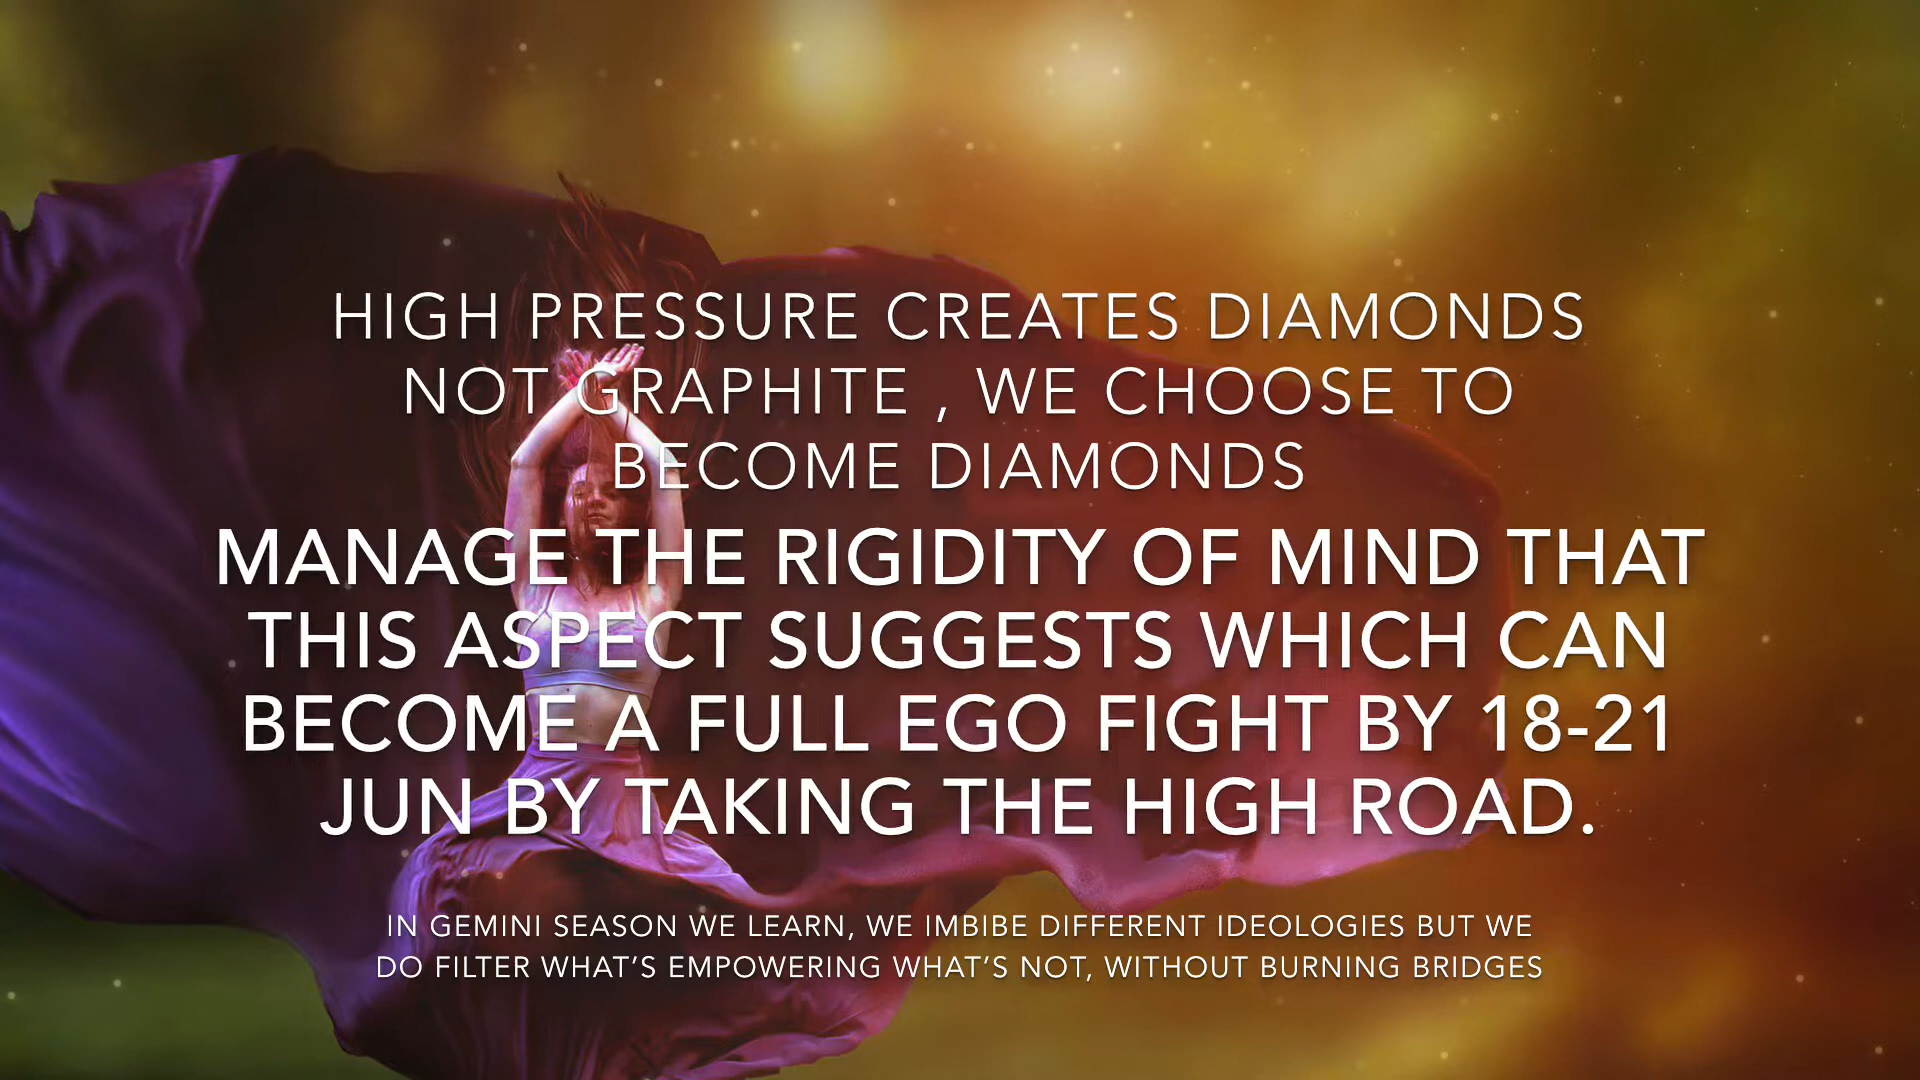 HIGH PRESSURE CREATES DIAMONDS
NOT GRAPHITE , WE CHOOSE TO
BECOME DIAMONDS
MANAGE THE RIGIDITY OF MIND THAT
THIS ASPECT SUGGESTS WHICH CAN
BECOME A FULL EGO FIGHT BY 18-21
JUN BY TAKING THE HIGH ROAD.
IN GEMINI SEASON WE LEARN, WE IMBIBE DIFFERENT IDEOLOGIES BUT WE
DO FILTER WHAT’S EMPOWERING WHAT’S NOT, WITHOUT BURNING BRIDGES